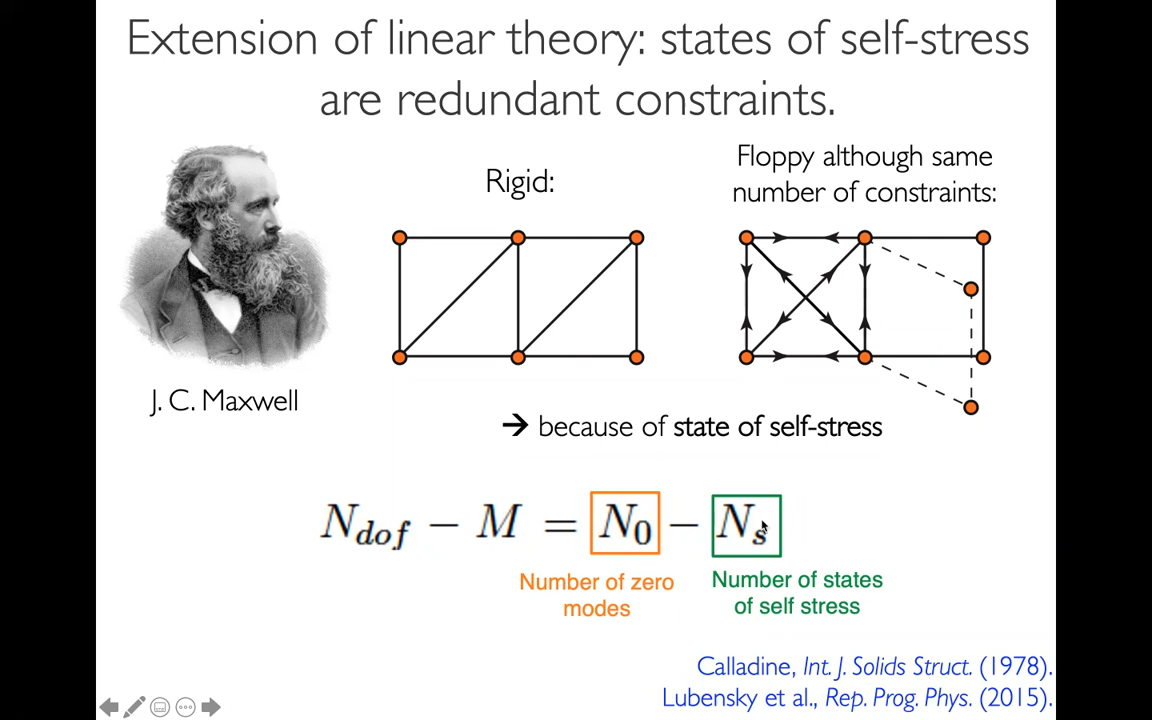 Extension of linear theory: states of self-stress
are redundant constraints.
Floppy although same
number of constraints:
Rigid:
J. C. Maxwell
→ because of state of self-stress
N_dof − M = N_0 − N_s
Number of zero
modes
Number of states
of self stress
Calladine, Int. J. Solids Struct. (1978).
Lubensky et al., Rep. Prog. Phys. (2015).